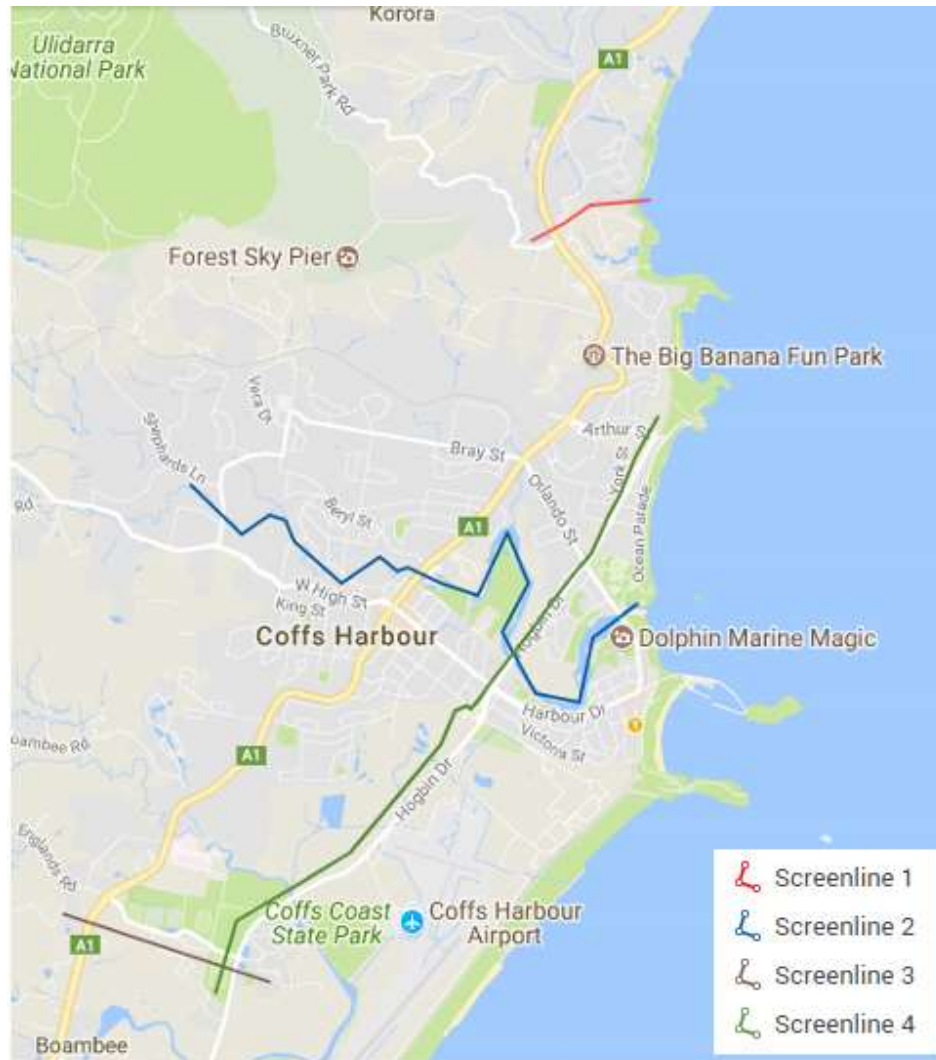 Korora
Ulidarra
National Park
Bruxner Park Rd
A1
Forest Sky Pier
The Big Banana Fun Park
Vera Dr
Shephards Ln
Bray St
Arthur S
York St
Orlando St
Ocean Parade
Rd
Beryl St
A1
W High St
King St
Coffs Harbour
Hogbin Dr
Dolphin Marine Magic
Harbour Dr
Victoria St
Boambee Rd
A1
Hogbin Dr
Englands Rd
Coffs Coast
State Park
Coffs Harbour
Airport
A1
Boambee
Screenline 1
Screenline 2
Screenline 3
Screenline 4